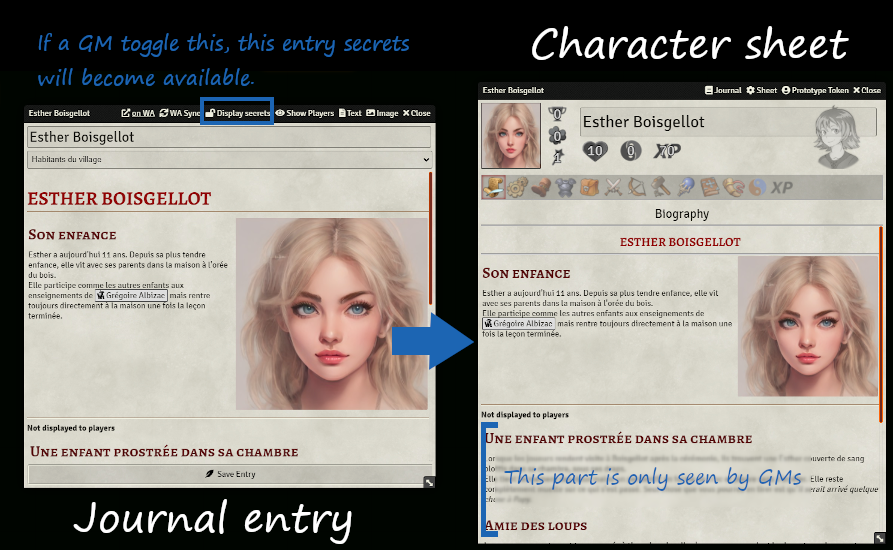 If a GM toggle this, this entry secrets
will become available.
Character sheet
Esther Boisgellot
on WA
WA Sync
Display secrets
Show Players
Text
Image
Close
Esther Boisgellot
Habitants du village
ESTHER BOISGELLOT
SON ENFANCE
Esther a aujourd'hui 11 ans. Depuis sa plus tendre
enfance, elle vit avec ses parents dans la maison à l'orée
du bois.
Elle participe comme les autres enfants aux
enseignements de Grégoire Albizac mais rentre
toujours directement à la maison une fois la leçon
terminée.
Not displayed to players
UNE ENFANT PROSTRÉE DANS SA CHAMBRE
Save Entry
Journal entry
Esther Boisgellot
Journal
Sheet
Prototype Token
Close
Esther Boisgellot
0
0
1
10
0
70
XP
Biography
ESTHER BOISGELLOT
SON ENFANCE
Esther a aujourd'hui 11 ans. Depuis sa plus tendre enfance, elle vit
avec ses parents dans la maison à l'orée du bois.
Elle participe comme les autres enfants aux enseignements de
Grégoire Albizac mais rentre toujours directement à la maison une
fois la leçon terminée.
Not displayed to players
UNE ENFANT PROSTRÉE DANS SA CHAMBRE
ouverte de sang
This part is only seen by GMs
Elle reste
serait arrivé quelque
AMIE DES LOUPS